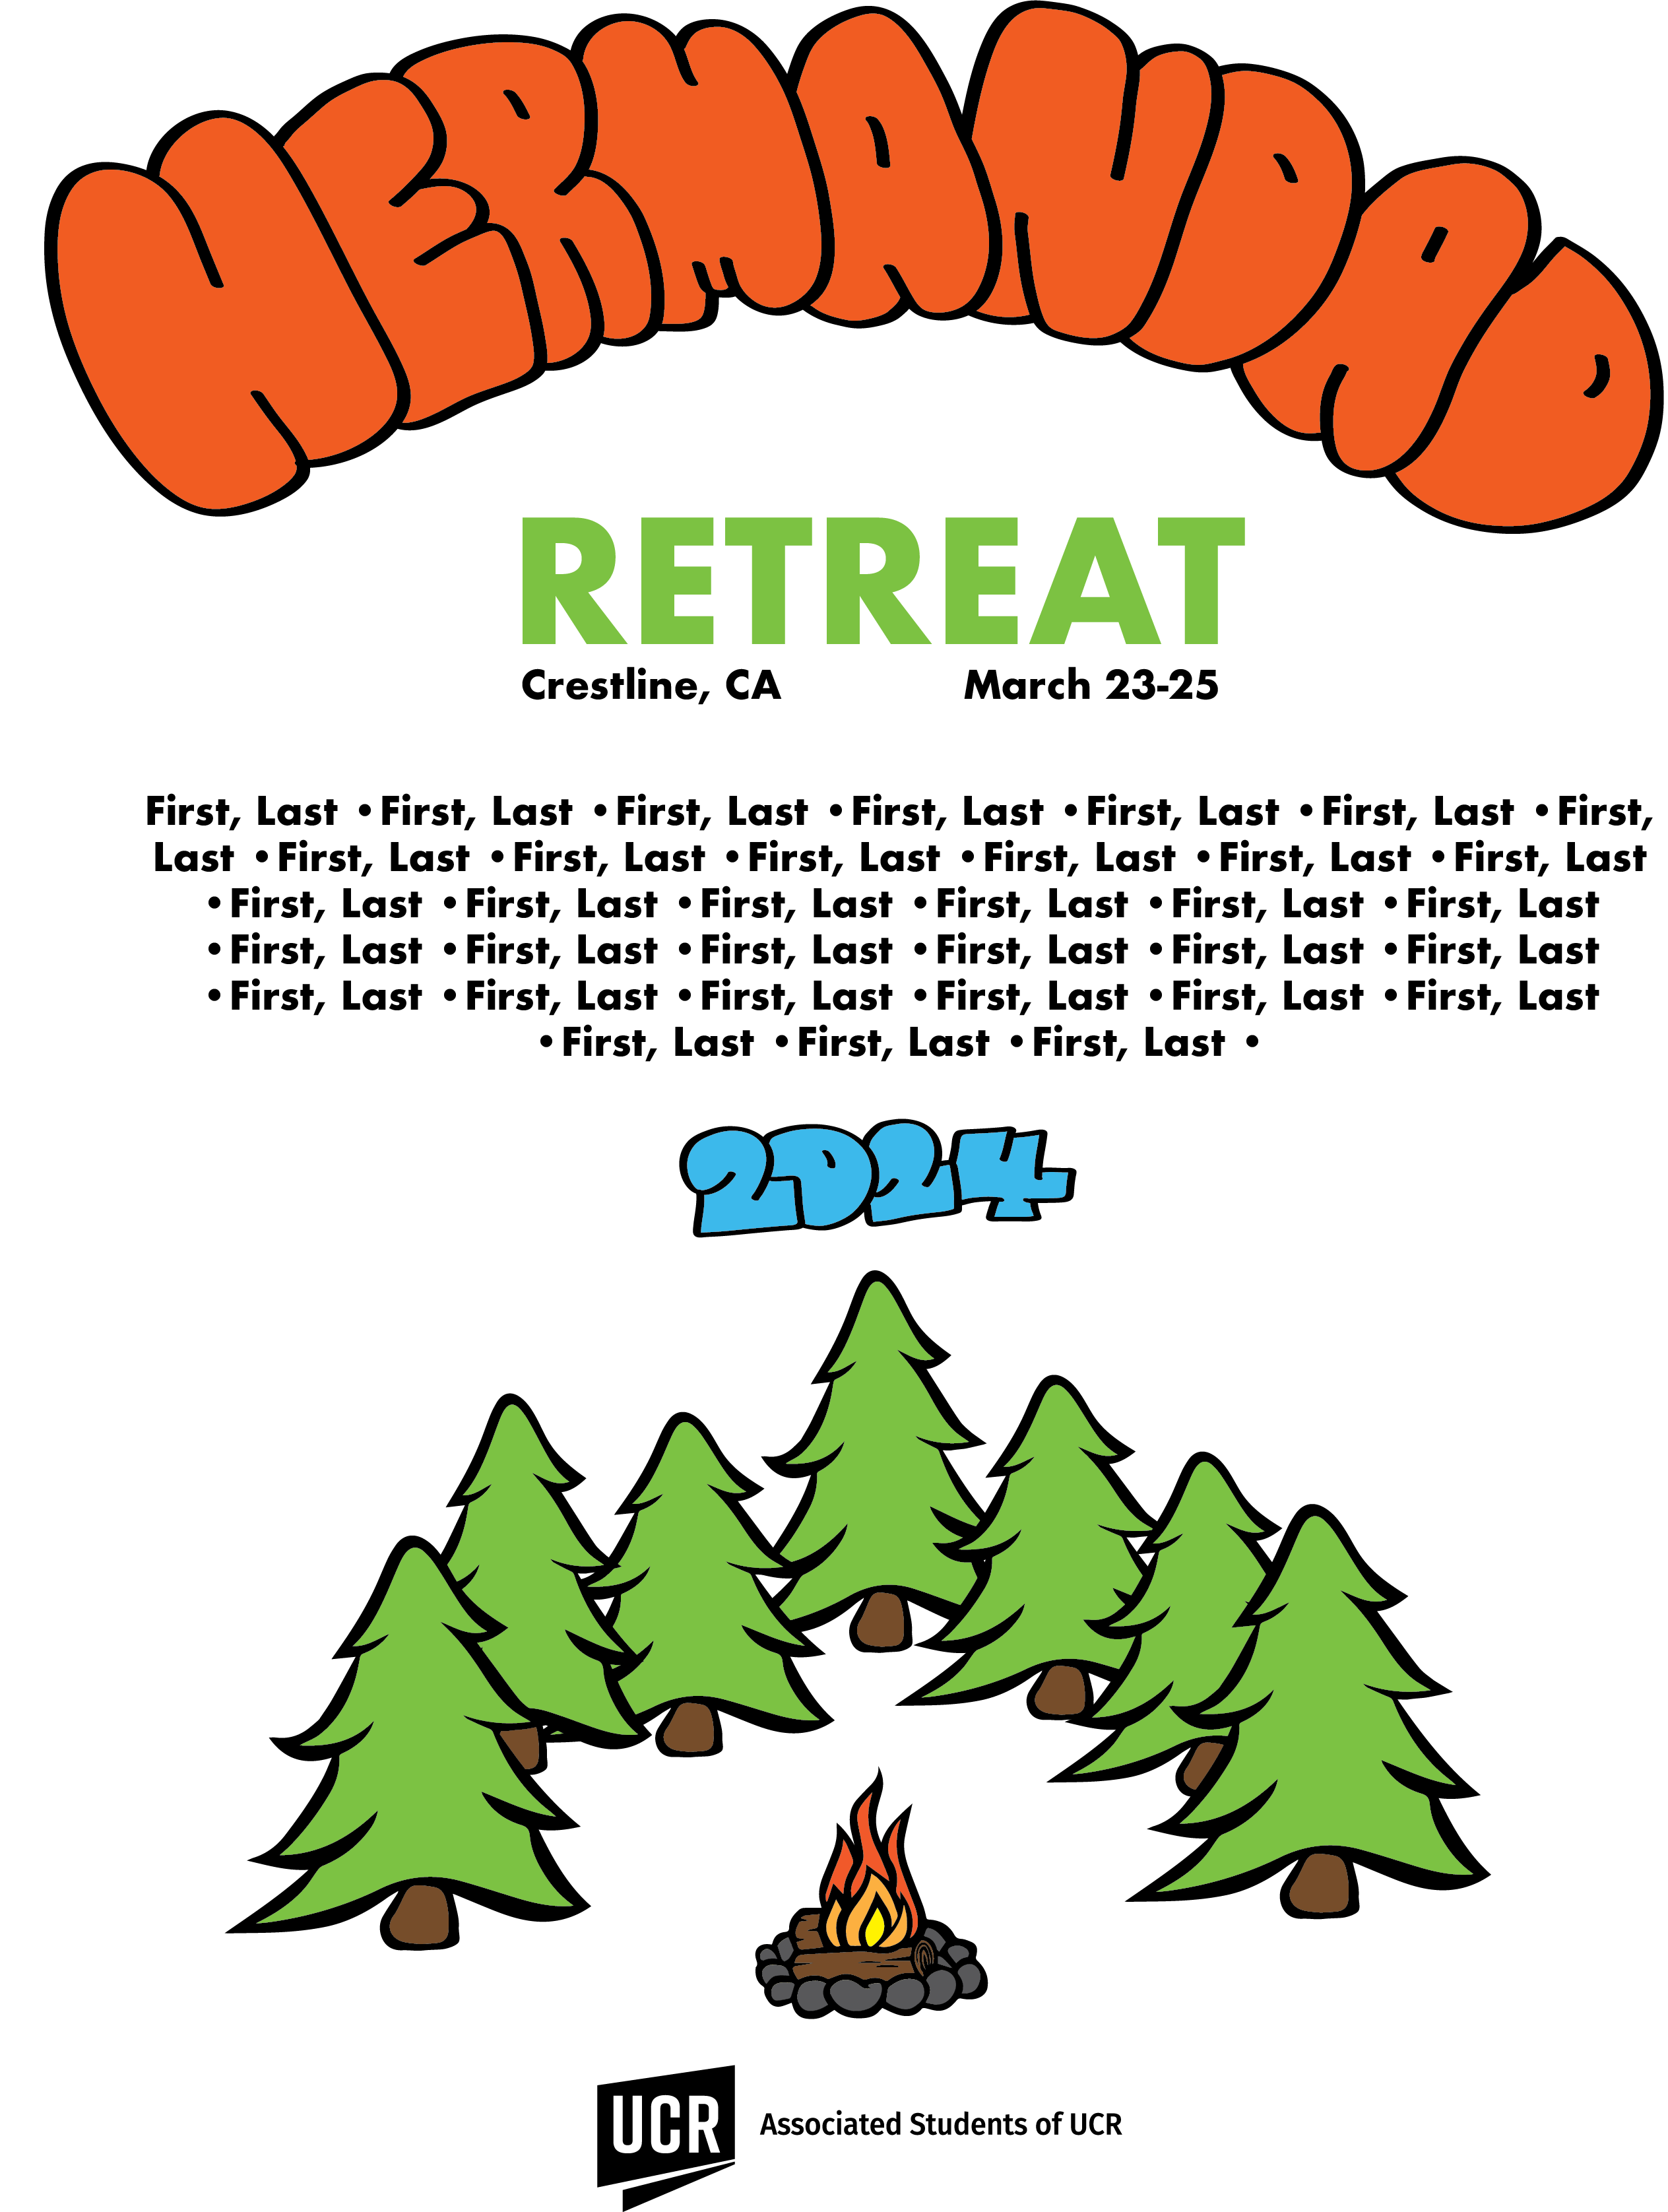 HERMANDAD
RETREAT
Crestline, CA March 23-25
First, Last • First, Last • First, Last • First, Last • First, Last • First, Last • First,
Last • First, Last • First, Last • First, Last • First, Last • First, Last • First, Last
• First, Last • First, Last • First, Last • First, Last • First, Last • First, Last
• First, Last • First, Last • First, Last • First, Last • First, Last • First, Last
• First, Last • First, Last • First, Last • First, Last • First, Last • First, Last
• First, Last • First, Last • First, Last •
2024
UCR Associated Students of UCR